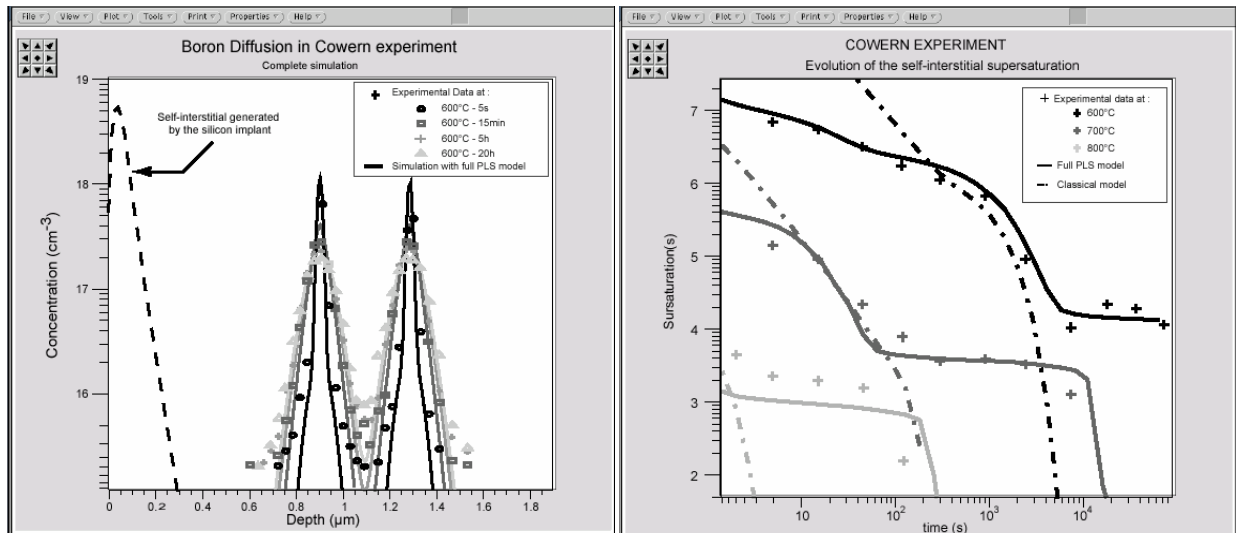 File View Plot Tools Print Properties Help
Boron Diffusion in Cowern experiment
Complete simulation
Concentration (cm-3)
19
18
17
16
Self-interstitial generated
by the silicon implant
Experimental Data at :
600°C - 5s
600°C - 15min
600°C - 5h
600°C - 20h
Simulation with full PLS model
0 0.2 0.4 0.6 0.8 1 1.2 1.4 1.6 1.8
Depth (µm)
File View Plot Tools Print Properties Help
COWERN EXPERIMENT
Evolution of the self-interstitial supersaturation
Sursaturation(s)
7
6
5
4
3
2
Experimental data at :
600°C
700°C
800°C
Full PLS model
Classical model
10 10² 10³ 10⁴
time (s)